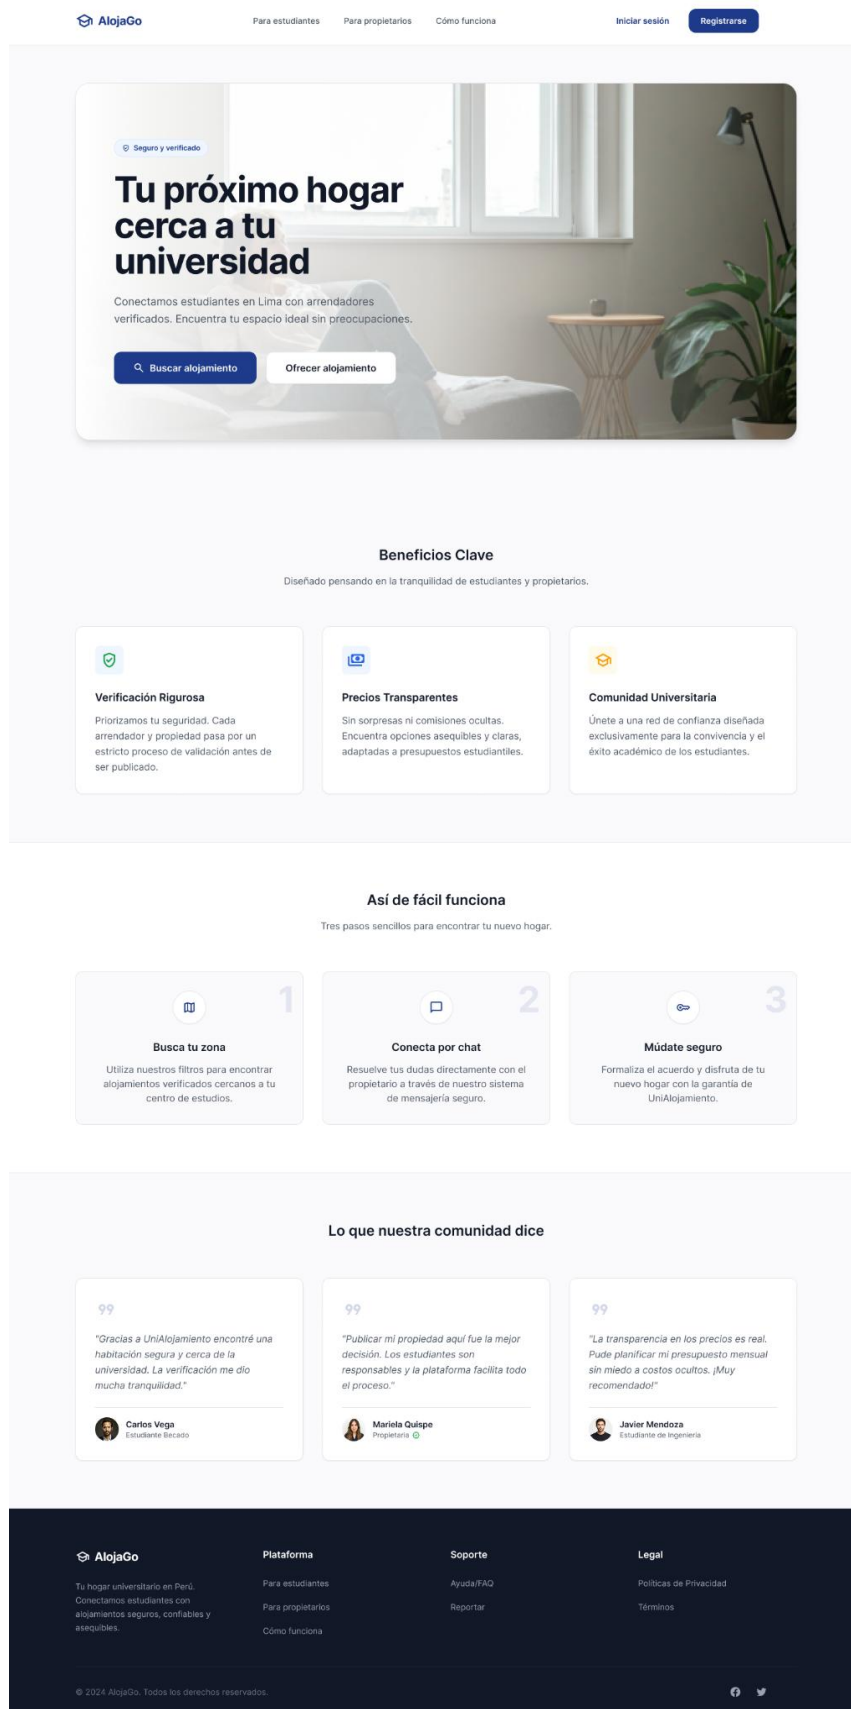 AlojaGo
Para estudiantes
Para propietarios
Cómo funciona
Iniciar sesión
Registrarse
Seguro y verificado
Tu próximo hogar
cerca a tu
universidad
Conectamos estudiantes en Lima con arrendadores
verificados. Encuentra tu espacio ideal sin preocupaciones.
Buscar alojamiento
Ofrecer alojamiento
Beneficios Clave
Diseñado pensando en la tranquilidad de estudiantes y propietarios.
Verificación Rigurosa
Priorizamos tu seguridad. Cada
arrendador y propiedad pasa por un
estricto proceso de validación antes de
ser publicado.
Precios Transparentes
Sin sorpresas ni comisiones ocultas.
Encuentra opciones asequibles y claras,
adaptadas a presupuestos estudiantiles.
Comunidad Universitaria
Únete a una red de confianza diseñada
exclusivamente para la convivencia y el
éxito académico de los estudiantes.
Así de fácil funciona
Tres pasos sencillos para encontrar tu nuevo hogar.
1
Busca tu zona
Utiliza nuestros filtros para encontrar
alojamientos verificados cercanos a tu
centro de estudios.
2
Conecta por chat
Resuelve tus dudas directamente con el
propietario a través de nuestro sistema
de mensajería seguro.
3
Múdate seguro
Formaliza el acuerdo y disfruta de tu
nuevo hogar con la garantía de
UniAlojamiento.
Lo que nuestra comunidad dice
"Gracias a UniAlojamiento encontré una
habitación segura y cerca de la
universidad. La verificación me dio
mucha tranquilidad."
Carlos Vega
Estudiante Becado
"Publicar mi propiedad aquí fue la mejor
decisión. Los estudiantes son
responsables y la plataforma facilita todo
el proceso."
Mariela Quispe
Propietaria
"La transparencia en los precios es real.
Pude planificar mi presupuesto mensual
sin miedo a costos ocultos. ¡Muy
recomendado!"
Javier Mendoza
Estudiante de Ingeniería
AlojaGo
Tu hogar universitario en Perú.
Conectamos estudiantes con
alojamientos seguros, confiables y
asequibles.
Plataforma
Para estudiantes
Para propietarios
Cómo funciona
Soporte
Ayuda/FAQ
Reportar
Legal
Políticas de Privacidad
Términos
© 2024 AlojaGo. Todos los derechos reservados.